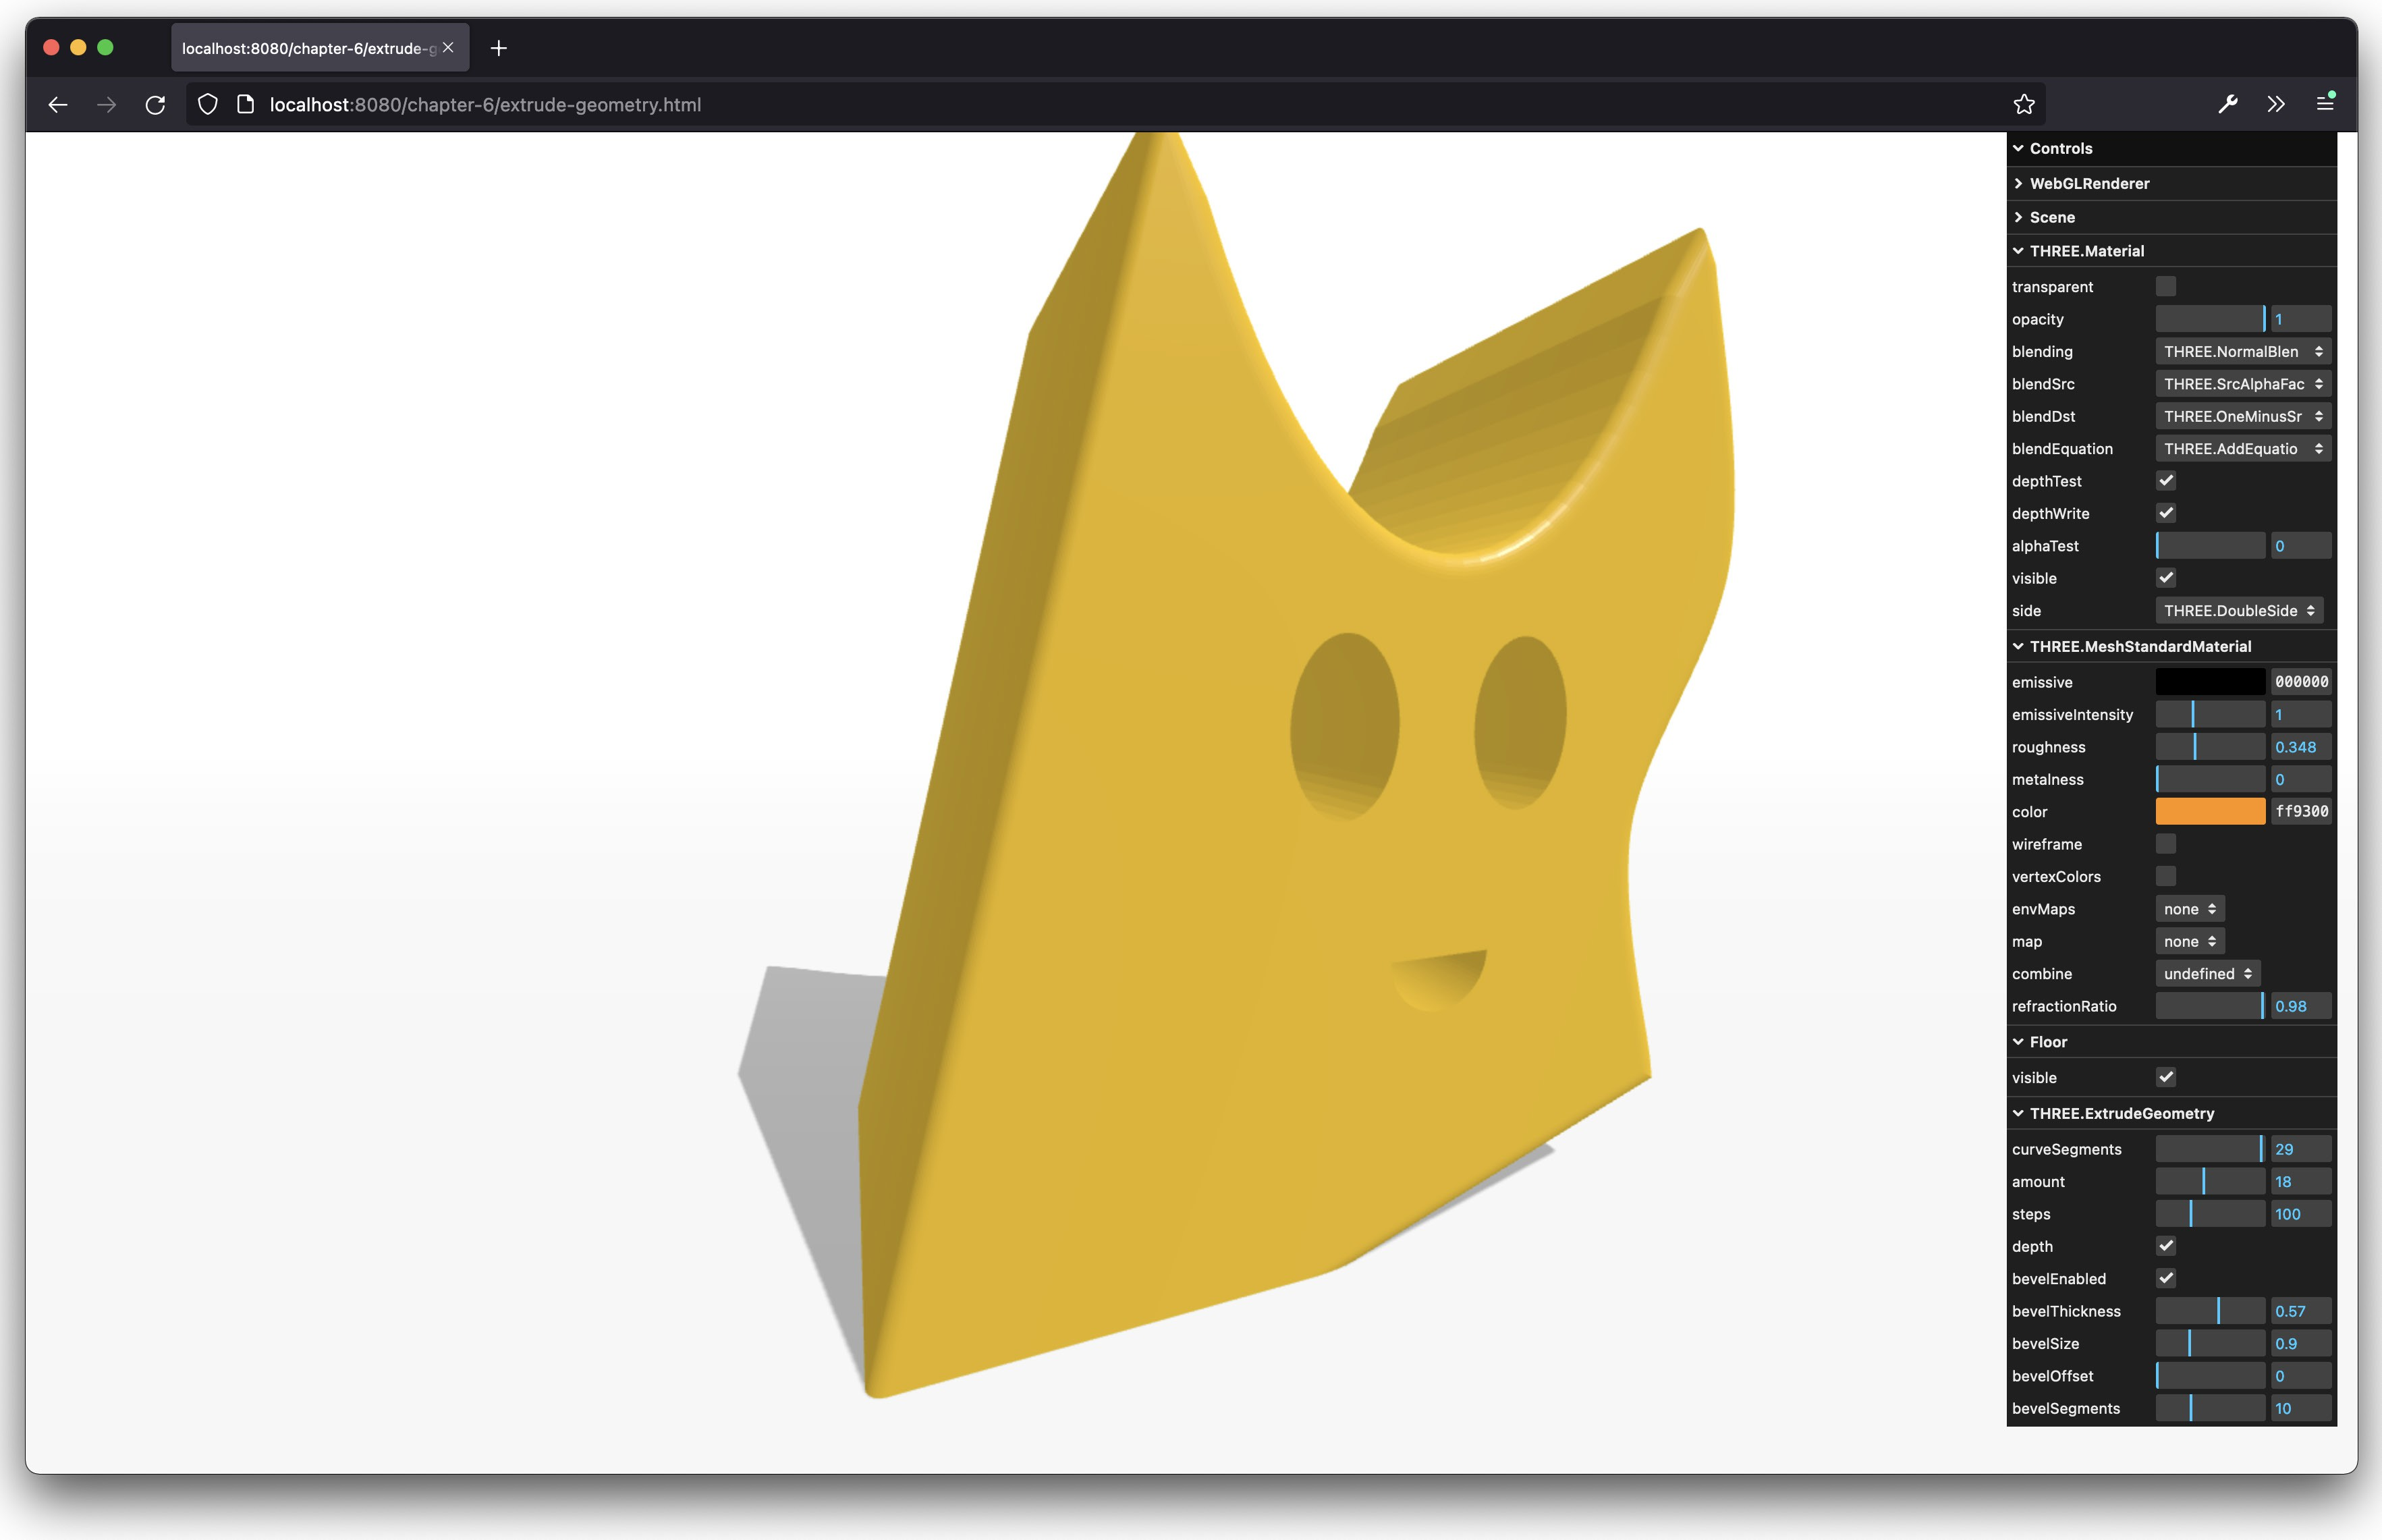 localhost:8080/chapter-6/extrude-g
localhost:8080/chapter-6/extrude-geometry.html
Controls
WebGLRenderer
Scene
THREE.Material
transparent
opacity 1
blending THREE.NormalBlen
blendSrc THREE.SrcAlphaFac
blendDst THREE.OneMinusSr
blendEquation THREE.AddEquatio
depthTest
depthWrite
alphaTest 0
visible
side THREE.DoubleSide
THREE.MeshStandardMaterial
emissive 000000
emissiveIntensity 1
roughness 0.348
metalness 0
color ff9300
wireframe
vertexColors
envMaps none
map none
combine undefined
refractionRatio 0.98
Floor
visible
THREE.ExtrudeGeometry
curveSegments 29
amount 18
steps 100
depth
bevelEnabled
bevelThickness 0.57
bevelSize 0.9
bevelOffset 0
bevelSegments 10